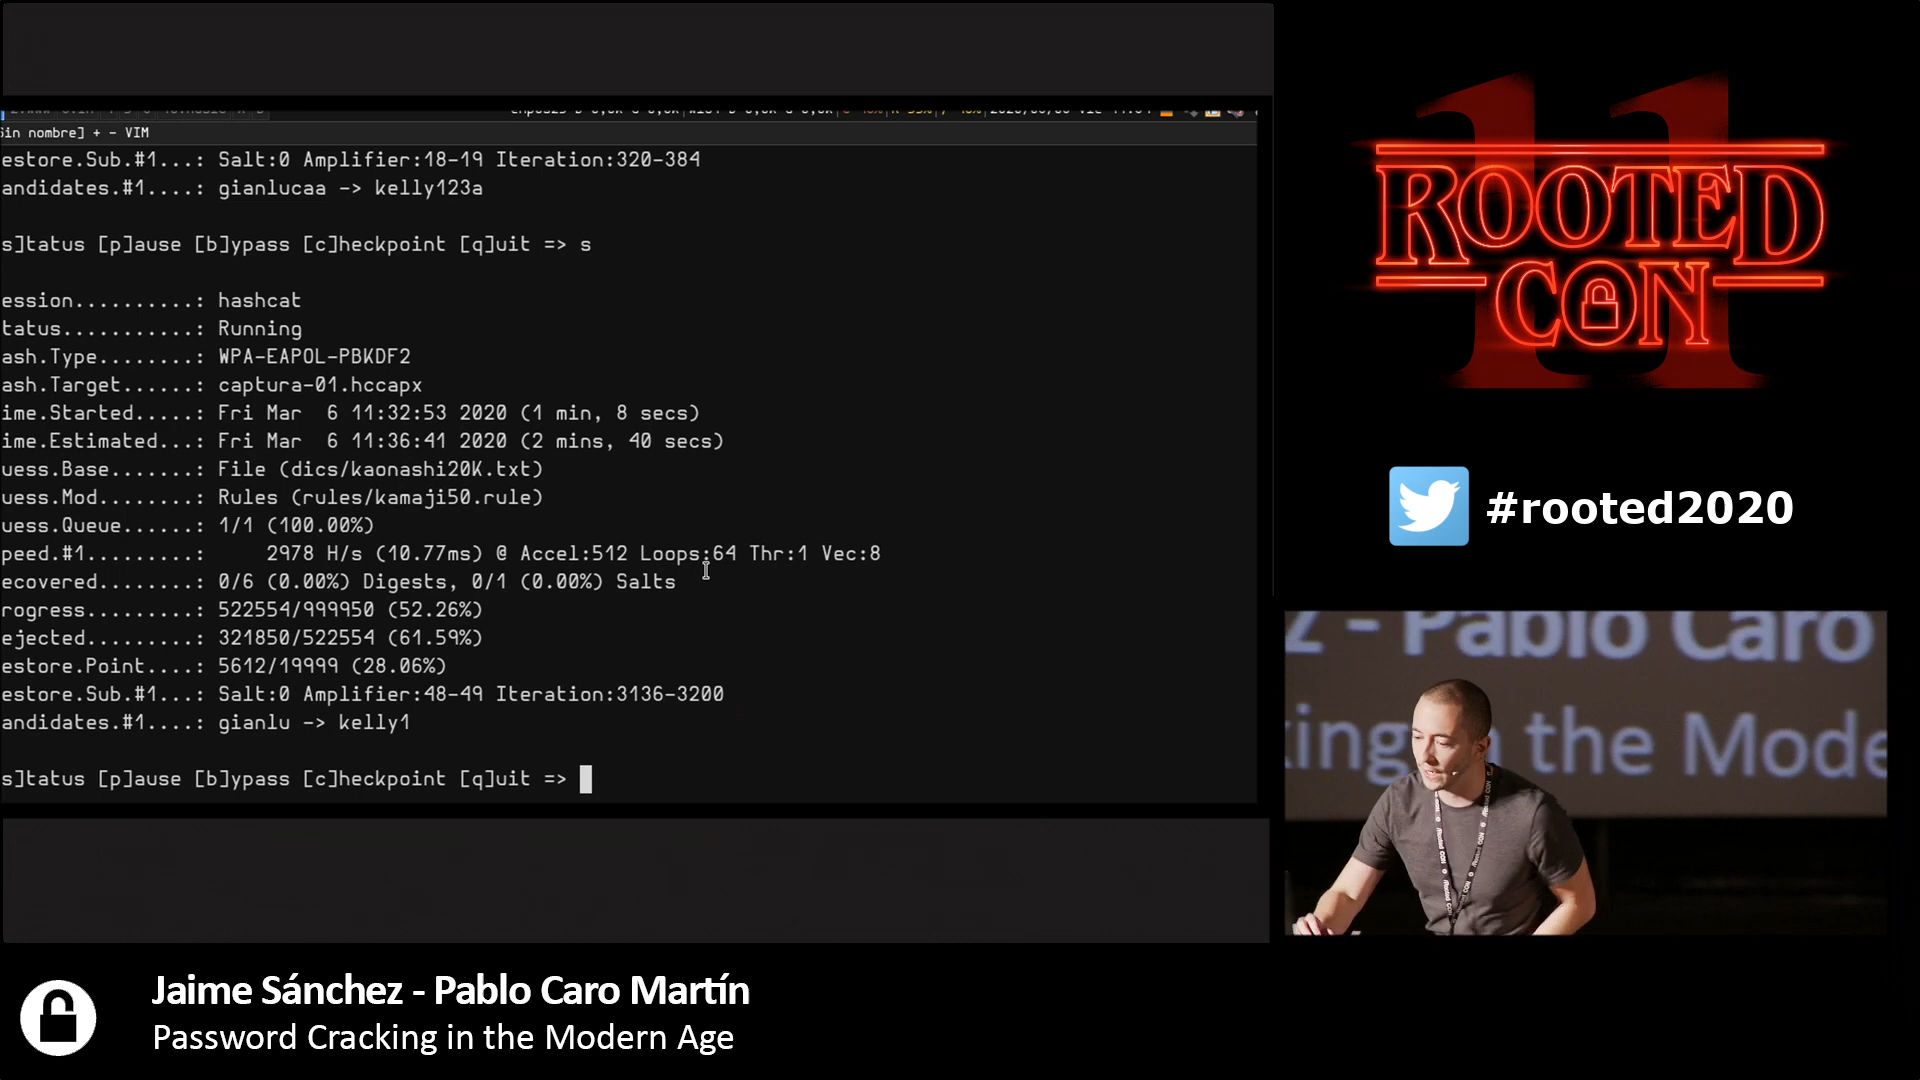 Sin nombre] + - VIM
estore.Sub.#1...: Salt:0 Amplifier:18-19 Iteration:320-384
andidates.#1....: gianlucaa -> kelly123a
s]tatus [p]ause [b]ypass [c]heckpoint [q]uit => s
ession..........: hashcat
tatus...........: Running
ash.Type........: WPA-EAPOL-PBKDF2
ash.Target......: captura-01.hccapx
ime.Started.....: Fri Mar  6 11:32:53 2020 (1 min, 8 secs)
ime.Estimated...: Fri Mar  6 11:36:41 2020 (2 mins, 40 secs)
uess.Base.......: File (dics/kaonashi20K.txt)
uess.Mod........: Rules (rules/kamaji50.rule)
uess.Queue......: 1/1 (100.00%)
peed.#1.........:     2978 H/s (10.77ms) @ Accel:512 Loops:64 Thr:1 Vec:8
ecovered........: 0/6 (0.00%) Digests, 0/1 (0.00%) Salts
rogress.........: 522554/999950 (52.26%)
ejected.........: 321850/522554 (61.59%)
estore.Point....: 5612/19999 (28.06%)
estore.Sub.#1...: Salt:0 Amplifier:48-49 Iteration:3136-3200
andidates.#1....: gianlu -> kelly1
s]tatus [p]ause [b]ypass [c]heckpoint [q]uit =>
11
ROOTED
CON
#rooted2020
z - Pablo Caro
king in the Mode
Jaime Sánchez - Pablo Caro Martín
Password Cracking in the Modern Age